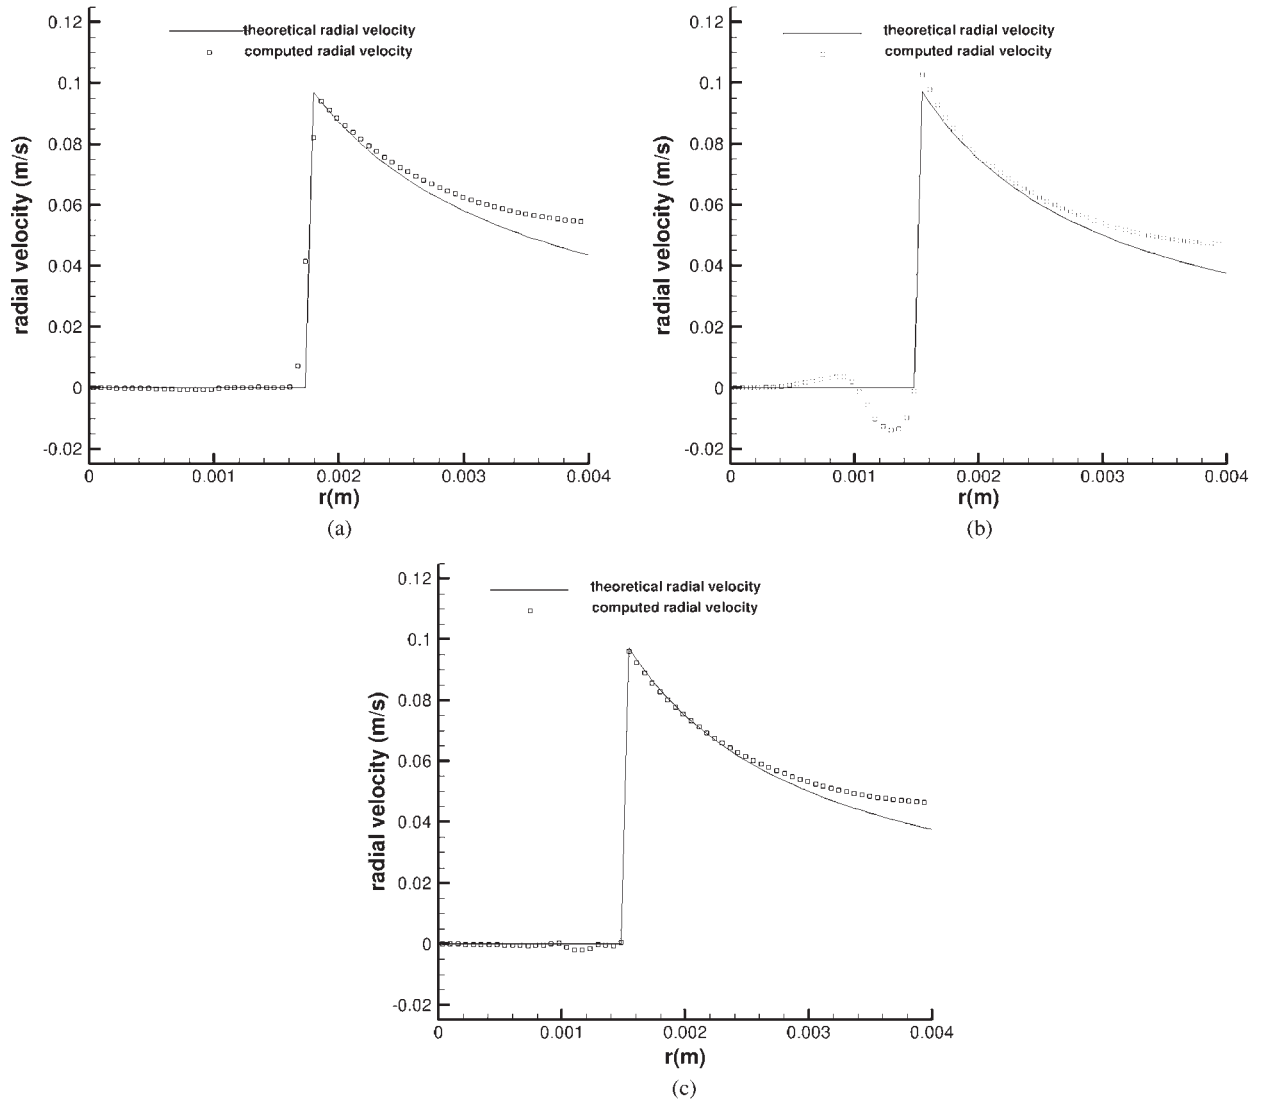 0.12
theoretical radial velocity
computed radial velocity
0.1
0.08
0.06
0.04
0.02
0
-0.02
radial velocity (m/s)
0 0.001 0.002 0.003 0.004
r(m)
(a)
0.12
theoretical radial velocity
computed radial velocity
0.1
0.08
0.06
0.04
0.02
0
-0.02
radial velocity (m/s)
0 0.001 0.002 0.003 0.004
r(m)
(b)
0.12
theoretical radial velocity
computed radial velocity
0.1
0.08
0.06
0.04
0.02
0
-0.02
radial velocity (m/s)
0 0.001 0.002 0.003 0.004
r(m)
(c)